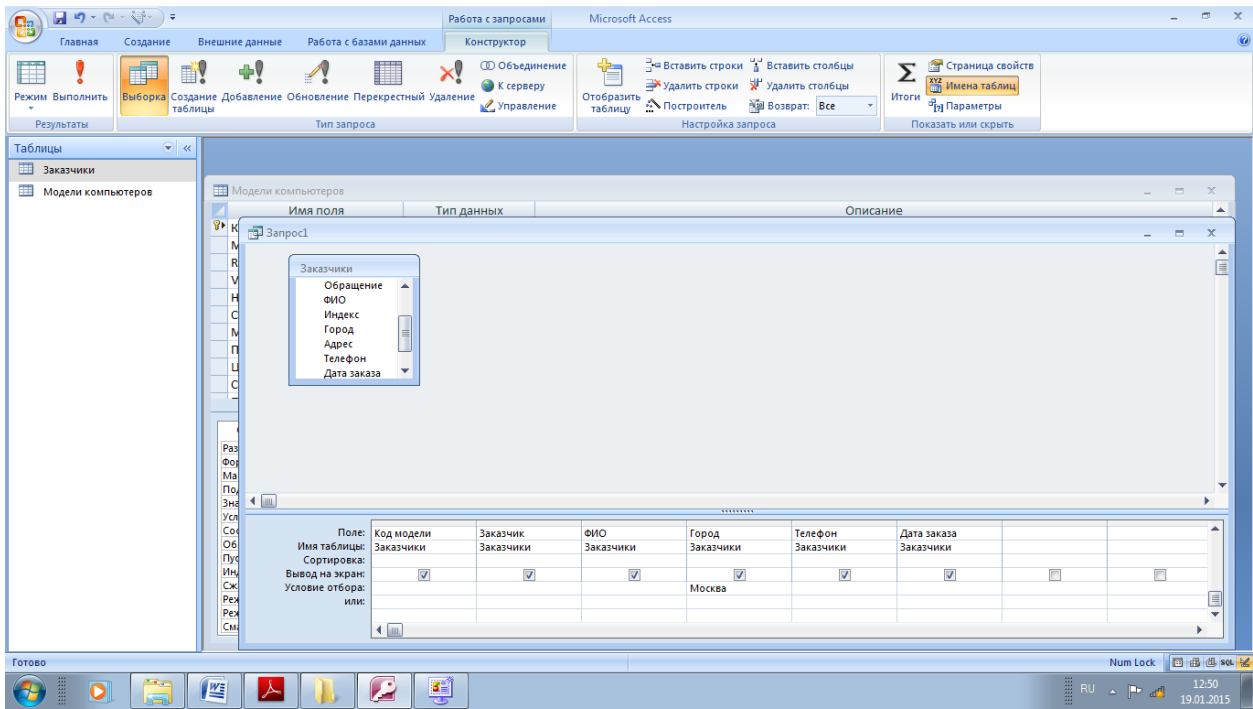 Работа с запросами
Microsoft Access
Главная
Создание
Внешние данные
Работа с базами данных
Конструктор
Режим
Выполнить
Результаты
Выборка
Создание таблицы
Добавление
Обновление
Перекрестный
Удаление
Объединение
К серверу
Управление
Тип запроса
Отобразить таблицу
Вставить строки
Удалить строки
Построитель
Вставить столбцы
Удалить столбцы
Возврат: Все
Настройка запроса
Итоги
Страница свойств
Имена таблиц
Параметры
Показать или скрыть
Таблицы
Заказчики
Модели компьютеров
Модели компьютеров
Имя поля Тип данных Описание
Запрос1
Заказчики
Обращение
ФИО
Индекс
Город
Адрес
Телефон
Дата заказа
Поле: Код модели Заказчик ФИО Город Телефон Дата заказа
Имя таблицы: Заказчики Заказчики Заказчики Заказчики Заказчики Заказчики
Сортировка:
Вывод на экран:
Условие отбора: Москва
или:
Готово
Num Lock
SQL
RU
12:50
19.01.2015